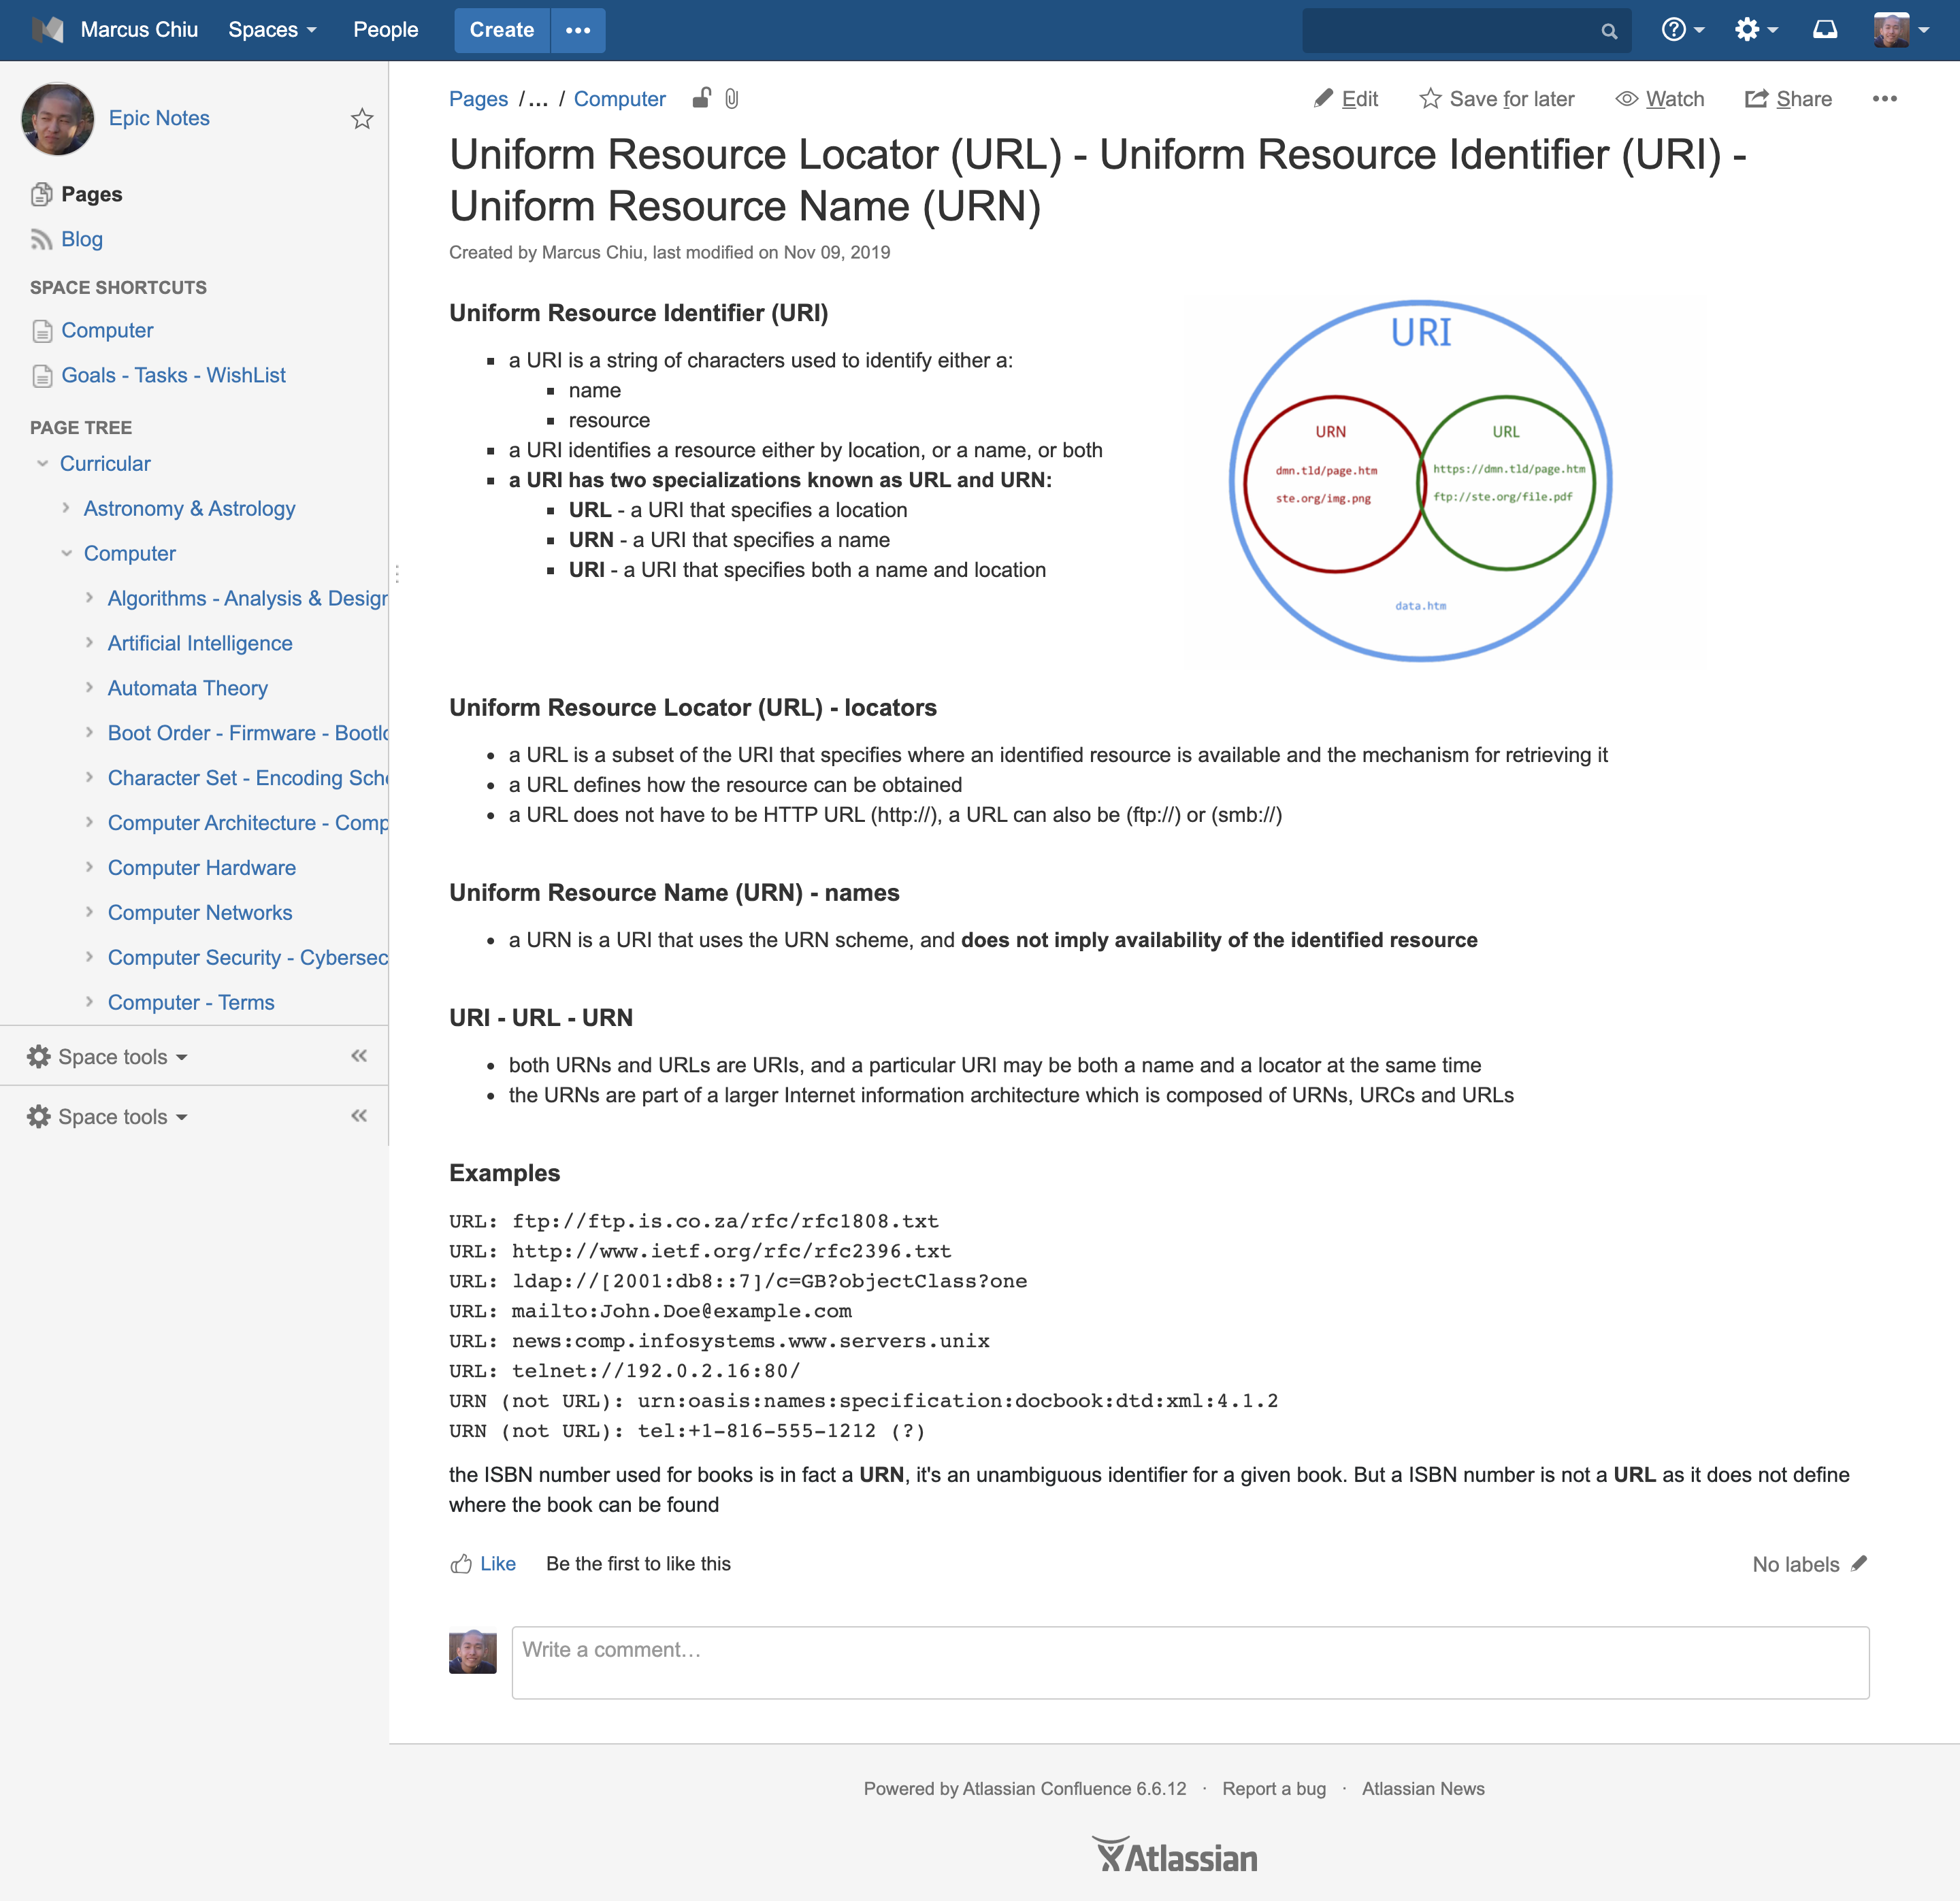 Marcus Chiu Spaces People Create •••
Epic Notes
Pages
Blog
SPACE SHORTCUTS
Computer
Goals - Tasks - WishList
PAGE TREE
Curricular
Astronomy & Astrology
Computer
Algorithms - Analysis & Design
Artificial Intelligence
Automata Theory
Boot Order - Firmware - Bootlo
Character Set - Encoding Sche
Computer Architecture - Comp
Computer Hardware
Computer Networks
Computer Security - Cybersec
Computer - Terms
Space tools
Space tools
Pages /... / Computer
Edit Save for later Watch Share •••
Uniform Resource Locator (URL) - Uniform Resource Identifier (URI) -
Uniform Resource Name (URN)
Created by Marcus Chiu, last modified on Nov 09, 2019
Uniform Resource Identifier (URI)
a URI is a string of characters used to identify either a:
name
resource
a URI identifies a resource either by location, or a name, or both
a URI has two specializations known as URL and URN:
URL - a URI that specifies a location
URN - a URI that specifies a name
URI - a URI that specifies both a name and location
URI
URN
dmn.tld/page.htm
ste.org/img.png
URL
https://dmn.tld/page.htm
ftp://ste.org/file.pdf
data.htm
Uniform Resource Locator (URL) - locators
a URL is a subset of the URI that specifies where an identified resource is available and the mechanism for retrieving it
a URL defines how the resource can be obtained
a URL does not have to be HTTP URL (http://), a URL can also be (ftp://) or (smb://)
Uniform Resource Name (URN) - names
a URN is a URI that uses the URN scheme, and does not imply availability of the identified resource
URI - URL - URN
both URNs and URLs are URIs, and a particular URI may be both a name and a locator at the same time
the URNs are part of a larger Internet information architecture which is composed of URNs, URCs and URLs
Examples
URL: ftp://ftp.is.co.za/rfc/rfc1808.txt
URL: http://www.ietf.org/rfc/rfc2396.txt
URL: ldap://[2001:db8::7]/c=GB?objectClass?one
URL: mailto:John.Doe@example.com
URL: news:comp.infosystems.www.servers.unix
URL: telnet://192.0.2.16:80/
URN (not URL): urn:oasis:names:specification:docbook:dtd:xml:4.1.2
URN (not URL): tel:+1-816-555-1212 (?)
the ISBN number used for books is in fact a URN, it's an unambiguous identifier for a given book. But a ISBN number is not a URL as it does not define
where the book can be found
Like Be the first to like this
No labels
Write a comment…
Powered by Atlassian Confluence 6.6.12 · Report a bug · Atlassian News
Atlassian